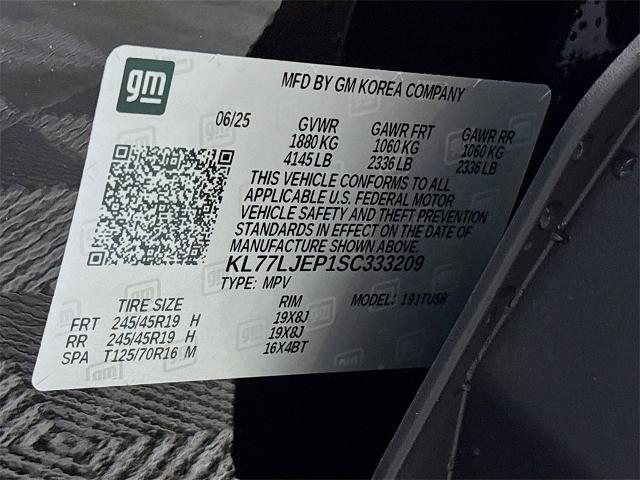 gm
MFD BY GM KOREA COMPANY
06/25 GVWR GAWR FRT GAWR RR
1880 KG 1060 KG 1060 KG
4145 LB 2336 LB 2336 LB
THIS VEHICLE CONFORMS TO ALL
APPLICABLE U.S. FEDERAL MOTOR
VEHICLE SAFETY AND THEFT PREVENTION
STANDARDS IN EFFECT ON THE DATE OF
MANUFACTURE SHOWN ABOVE.
KL77LJEP1SC333209
TYPE: MPV
TIRE SIZE RIM MODEL: 191TU58
FRT 245/45R19 H 19X8J
RR 245/45R19 H 19X8J
SPA T125/70R16 M 16X4BT